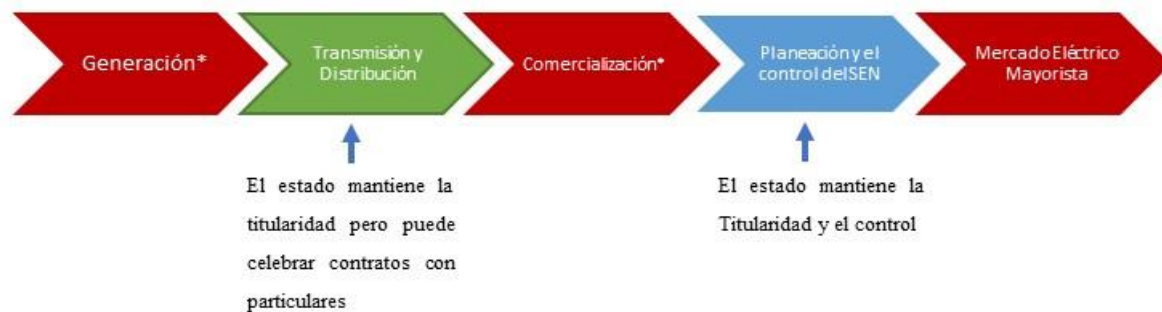 Generación*
Transmisión y
Distribución
Comercialización*
Planeación y el
control del SEN
Mercado Eléctrico
Mayorista
El estado mantiene la
titularidad pero puede
celebrar contratos con
particulares
El estado mantiene la
Titularidad y el control